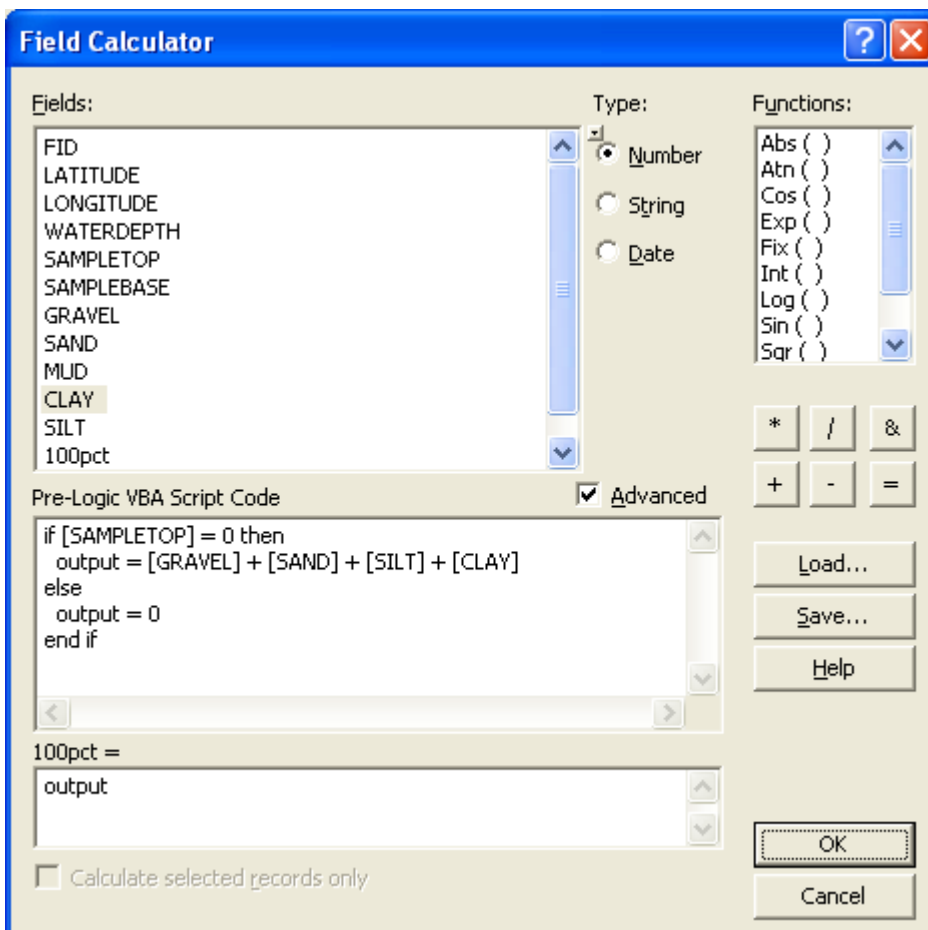 Field Calculator
Fields:
FID
LATITUDE
LONGITUDE
WATERDEPTH
SAMPLETOP
SAMPLEBASE
GRAVEL
SAND
MUD
CLAY
SILT
100pct
Type:
Number
String
Date
Functions:
Abs ( )
Atn ( )
Cos ( )
Exp ( )
Fix ( )
Int ( )
Log ( )
Sin ( )
Sqr ( )
* / &
+ - =
Pre-Logic VBA Script Code
Advanced
if [SAMPLETOP] = 0 then
output = [GRAVEL] + [SAND] + [SILT] + [CLAY]
else
output = 0
end if
Load...
Save...
Help
100pct =
output
Calculate selected records only
OK
Cancel